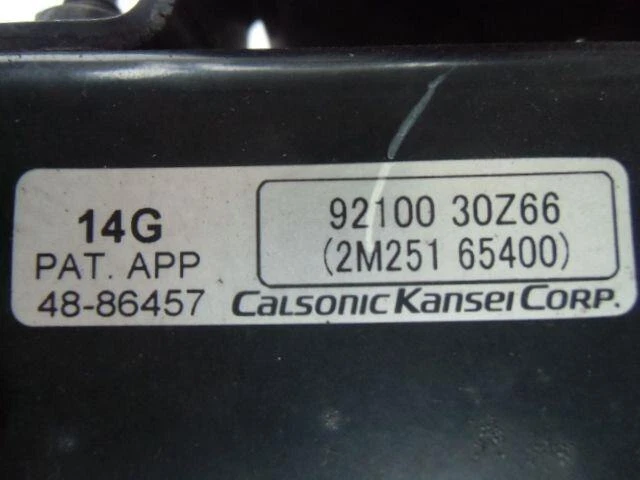 14G
PAT. APP
48-86457
92100 30Z66
(2M251 65400)
CALSONIC KANSEI CORP.